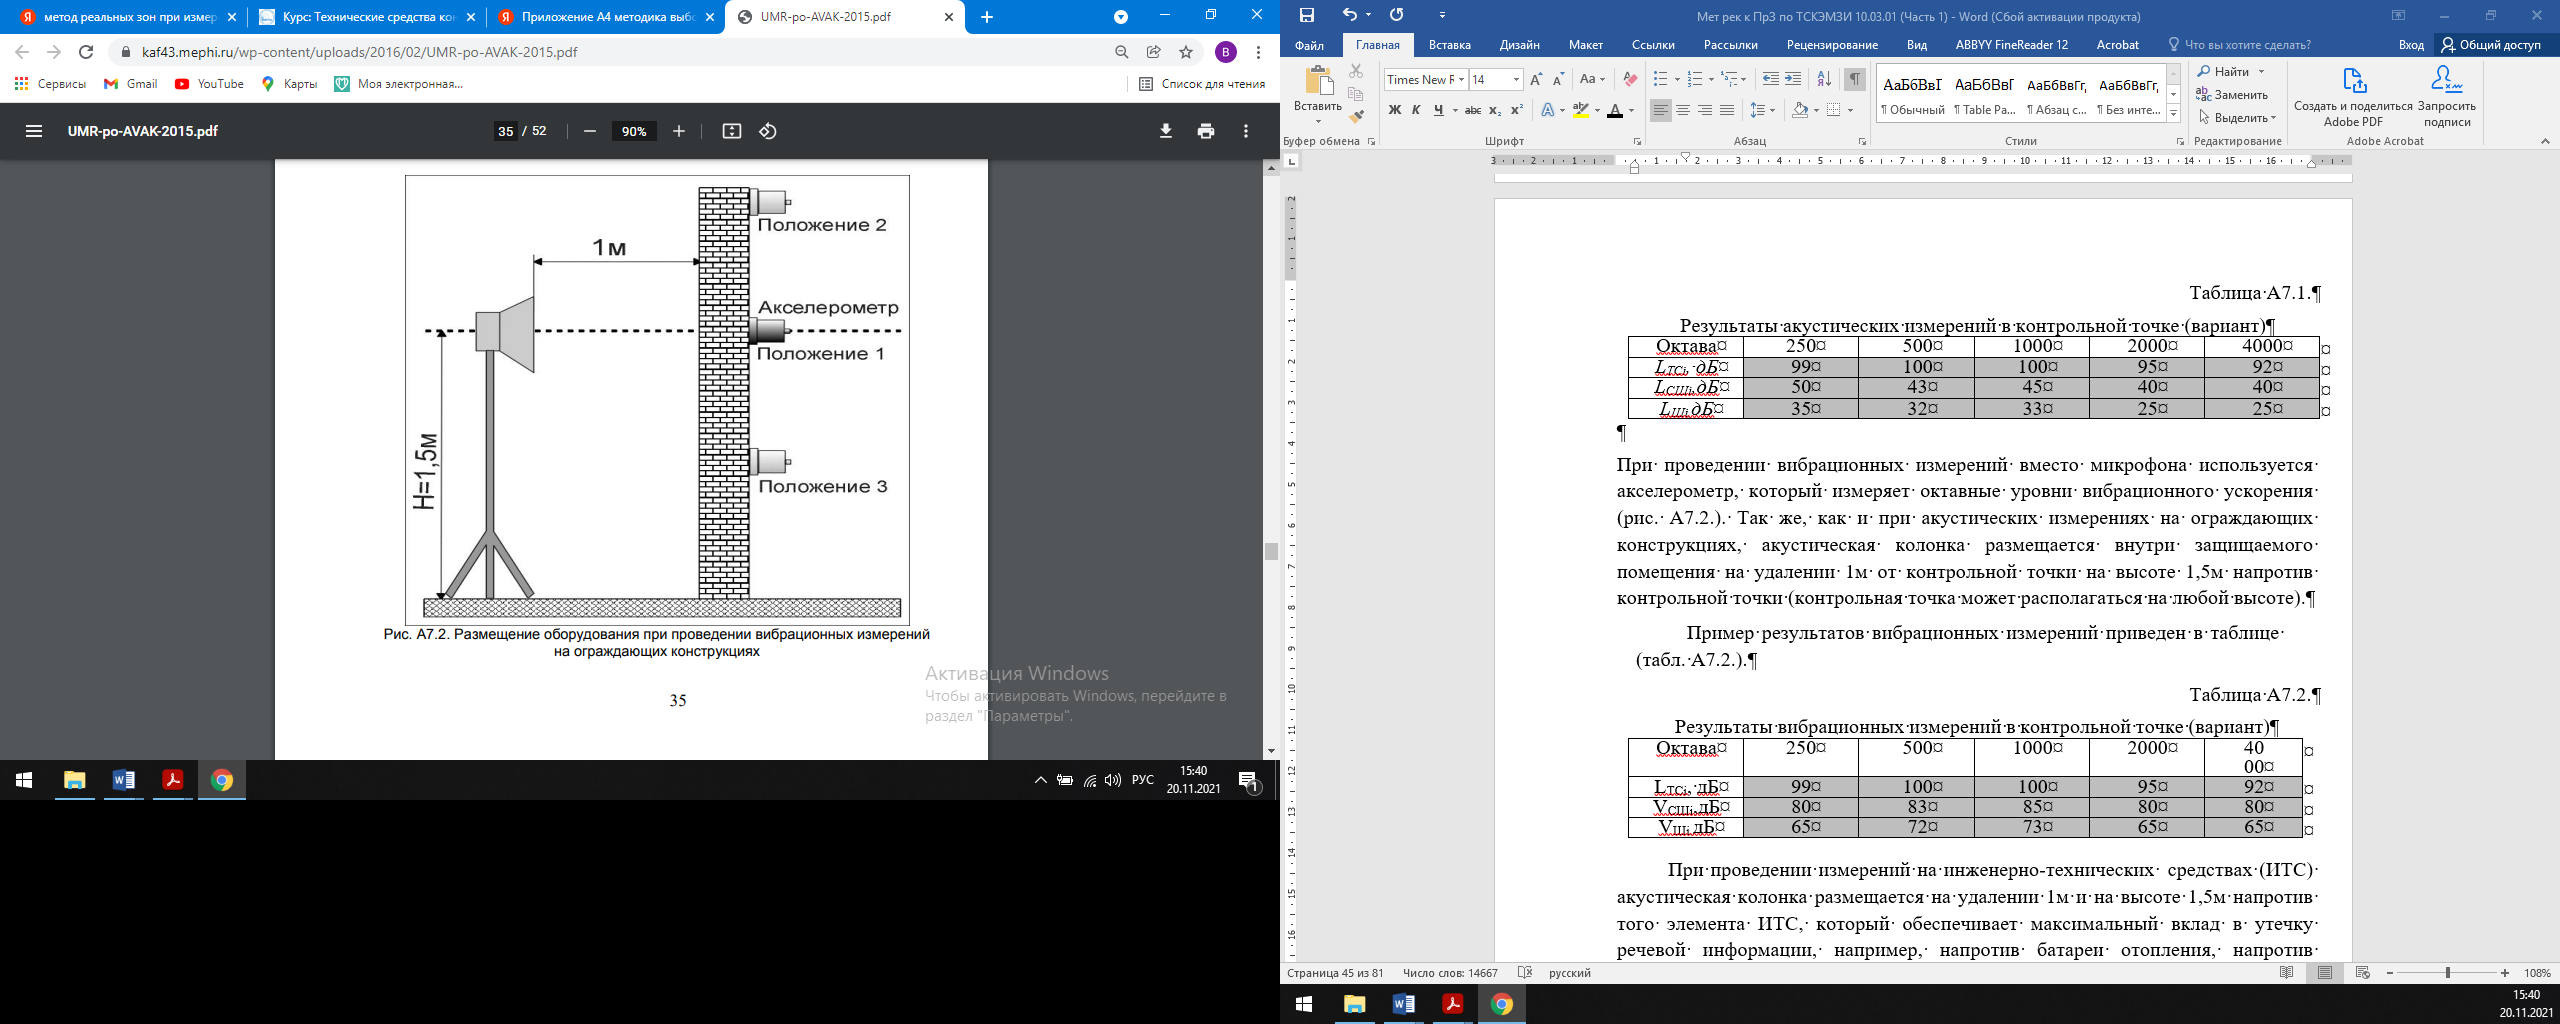 метод реальных зон при измер
Курс: Технические средства кон
Приложение А4 методика выбо
UMR-po-AVAK-2015.pdf
kaf43.mephi.ru/wp-content/uploads/2016/02/UMR-po-AVAK-2015.pdf
В
Сервисы
Gmail
YouTube
Карты
Моя электронная...
Список для чтения
UMR-po-AVAK-2015.pdf
35 / 52
90%
Положение 2
1м
Акселерометр
Положение 1
H=1,5м
Положение 3
Рис. А7.2. Размещение оборудования при проведении вибрационных измерений
на ограждающих конструкциях
35
Активация Windows
Чтобы активировать Windows, перейдите в
раздел "Параметры".
РУС
15:40
20.11.2021
1
Мет рек к Пр3 по ТСКЭМЗИ 10.03.01 (Часть 1) - Word (Сбой активации продукта)
Файл
Главная
Вставка
Дизайн
Макет
Ссылки
Рассылки
Рецензирование
Вид
ABBYY FineReader 12
Acrobat
Что вы хотите сделать?
Вход
Общий доступ
Вставить
Times New F
14
Ж К Ч abc x₂ x²
АаБбВвІ
АаБбВвГ
АаБбВвГг,
АаБбВвГг,
¶ Обычный
¶ Table Pa...
¶ Абзац с...
¶ Без инте...
Найти
Заменить
Выделить
Создать и поделиться
Adobe PDF
Запросить
подписи
Буфер обмена
Шрифт
Абзац
Стили
Редактирование
Adobe Acrobat
Таблица·А7.1.¶
Результаты·акустических·измерений·в·контрольной·точке·(вариант)¶
Октава¤ 250¤ 500¤ 1000¤ 2000¤ 4000¤ ¤
LТСi,·дБ¤ 99¤ 100¤ 100¤ 95¤ 92¤ ¤
LСШi,дБ¤ 50¤ 43¤ 45¤ 40¤ 40¤ ¤
LШi,дБ¤ 35¤ 32¤ 33¤ 25¤ 25¤ ¤
¶
При· проведении· вибрационных· измерений· вместо· микрофона· используется·
акселерометр,· который· измеряет· октавные· уровни· вибрационного· ускорения·
(рис.· А7.2.).· Так· же,· как· и· при· акустических· измерениях· на· ограждающих·
конструкциях,· акустическая· колонка· размещается· внутри· защищаемого·
помещения· на· удалении· 1м· от· контрольной· точки· на· высоте· 1,5м· напротив·
контрольной·точки·(контрольная·точка·может·располагаться·на·любой·высоте).¶
Пример·результатов·вибрационных·измерений·приведен·в·таблице·
(табл.·А7.2.).¶
Таблица·А7.2.¶
Результаты·вибрационных·измерений·в·контрольной·точке·(вариант)¶
Октава¤ 250¤ 500¤ 1000¤ 2000¤ 40
00¤ ¤
LТСi,·дБ¤ 99¤ 100¤ 100¤ 95¤ 92¤ ¤
VСШi,дБ¤ 80¤ 83¤ 85¤ 80¤ 80¤ ¤
VШi,дБ¤ 65¤ 72¤ 73¤ 65¤ 65¤ ¤
При·проведении·измерений·на·инженерно-технических· средствах·(ИТС)·
акустическая·колонка·размещается·на·удалении·1м·и·на·высоте·1,5м·напротив·
того· элемента· ИТС,· который· обеспечивает· максимальный· вклад· в· утечку·
речевой· информации,· например,· напротив· батареи· отопления,· напротив·
Страница 45 из 81
Число слов: 14667
русский
108%
15:40
20.11.2021